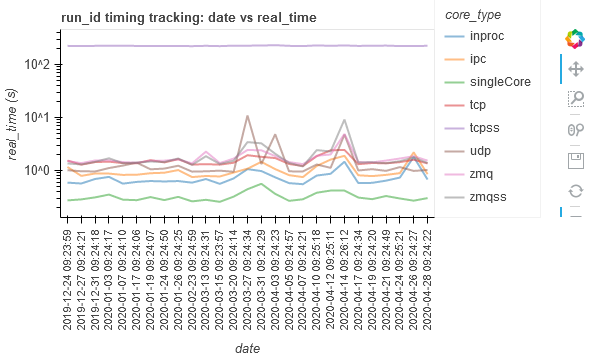 run_id timing tracking: date vs real_time
core_type
inproc
ipc
singleCore
tcp
tcpss
udp
zmq
zmqss
real_time (s)
10^2
10^1
10^0
2019-12-24 09:23:59
2019-12-27 09:24:21
2019-12-31 09:24:18
2020-01-03 09:24:17
2020-01-07 09:24:10
2020-01-17 09:24:06
2020-01-19 09:24:07
2020-01-24 09:24:50
2020-01-26 09:24:25
2020-02-23 09:24:59
2020-03-13 09:24:31
2020-03-15 09:23:57
2020-03-20 09:24:14
2020-03-27 09:24:34
2020-03-31 09:24:29
2020-04-03 09:24:23
2020-04-05 09:24:57
2020-04-07 09:24:21
2020-04-10 09:25:18
2020-04-12 09:25:11
2020-04-14 09:26:12
2020-04-17 09:24:34
2020-04-19 09:24:20
2020-04-21 09:24:49
2020-04-24 09:25:21
2020-04-26 09:24:27
2020-04-28 09:24:22
date